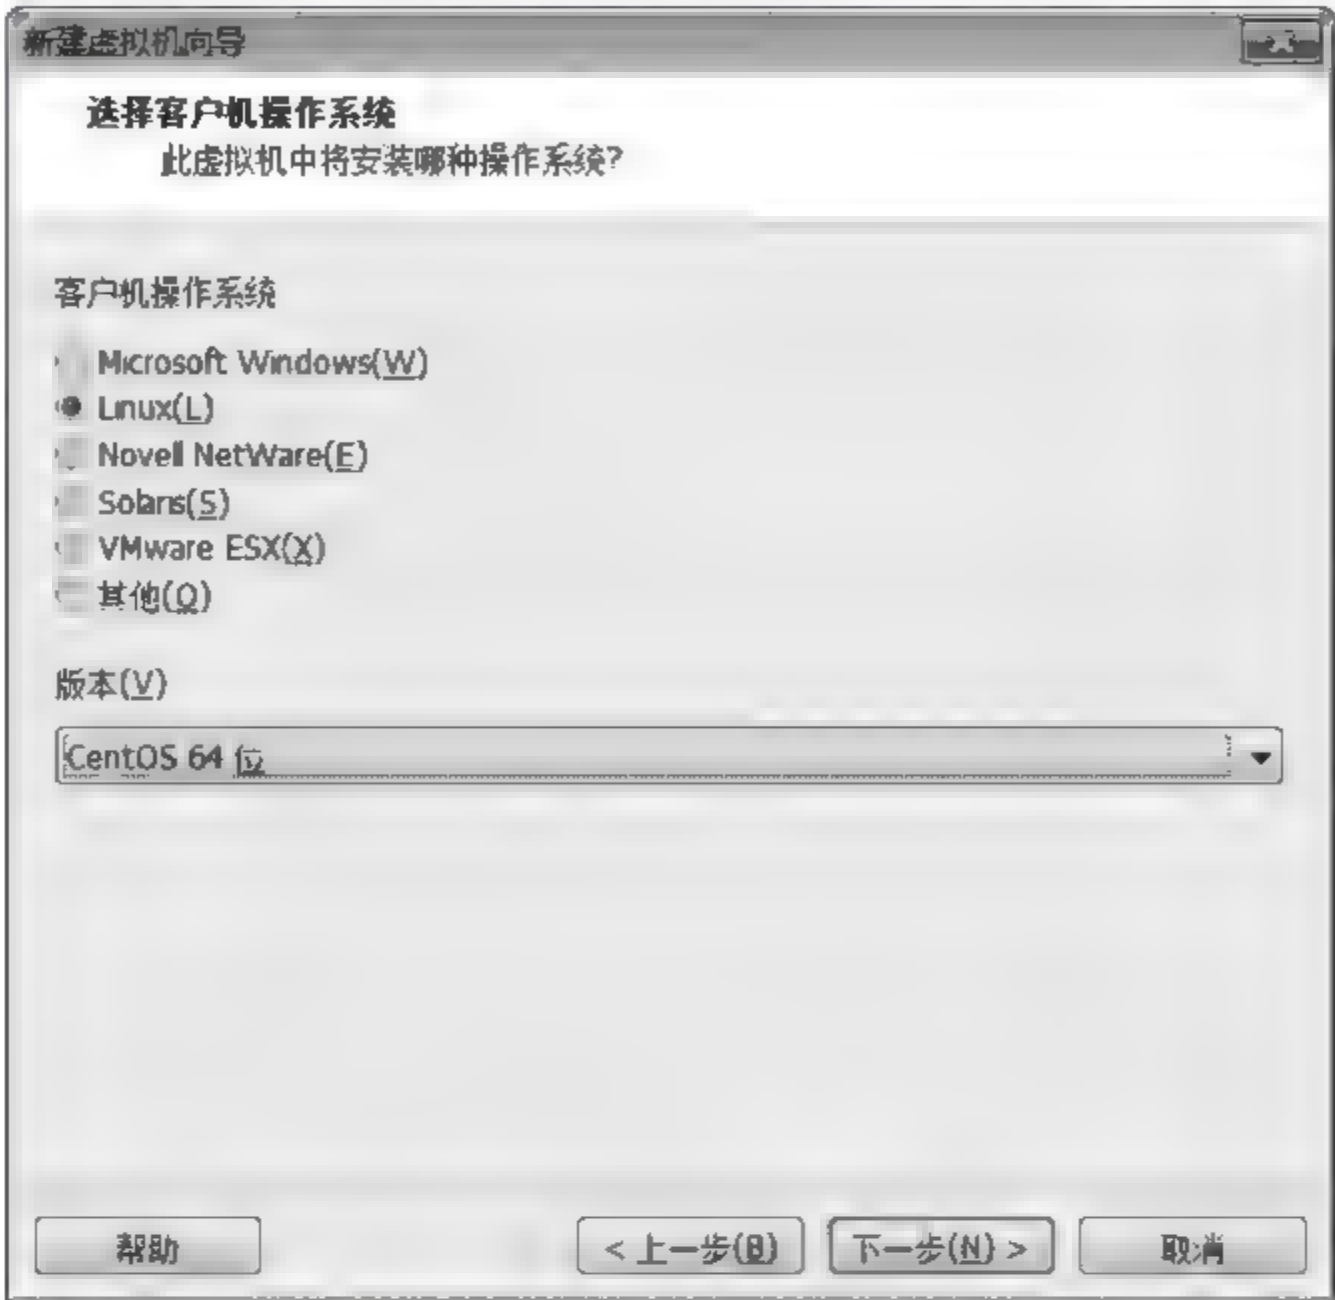 新建虚拟机向导
选择客户机操作系统
此虚拟机中将安装哪种操作系统?
客户机操作系统
Microsoft Windows(W)
Linux(L)
Novell NetWare(E)
Solaris(S)
VMware ESX(X)
其他(O)
版本(V)
CentOS 64 位
帮助
< 上一步(B)
下一步(N) >
取消